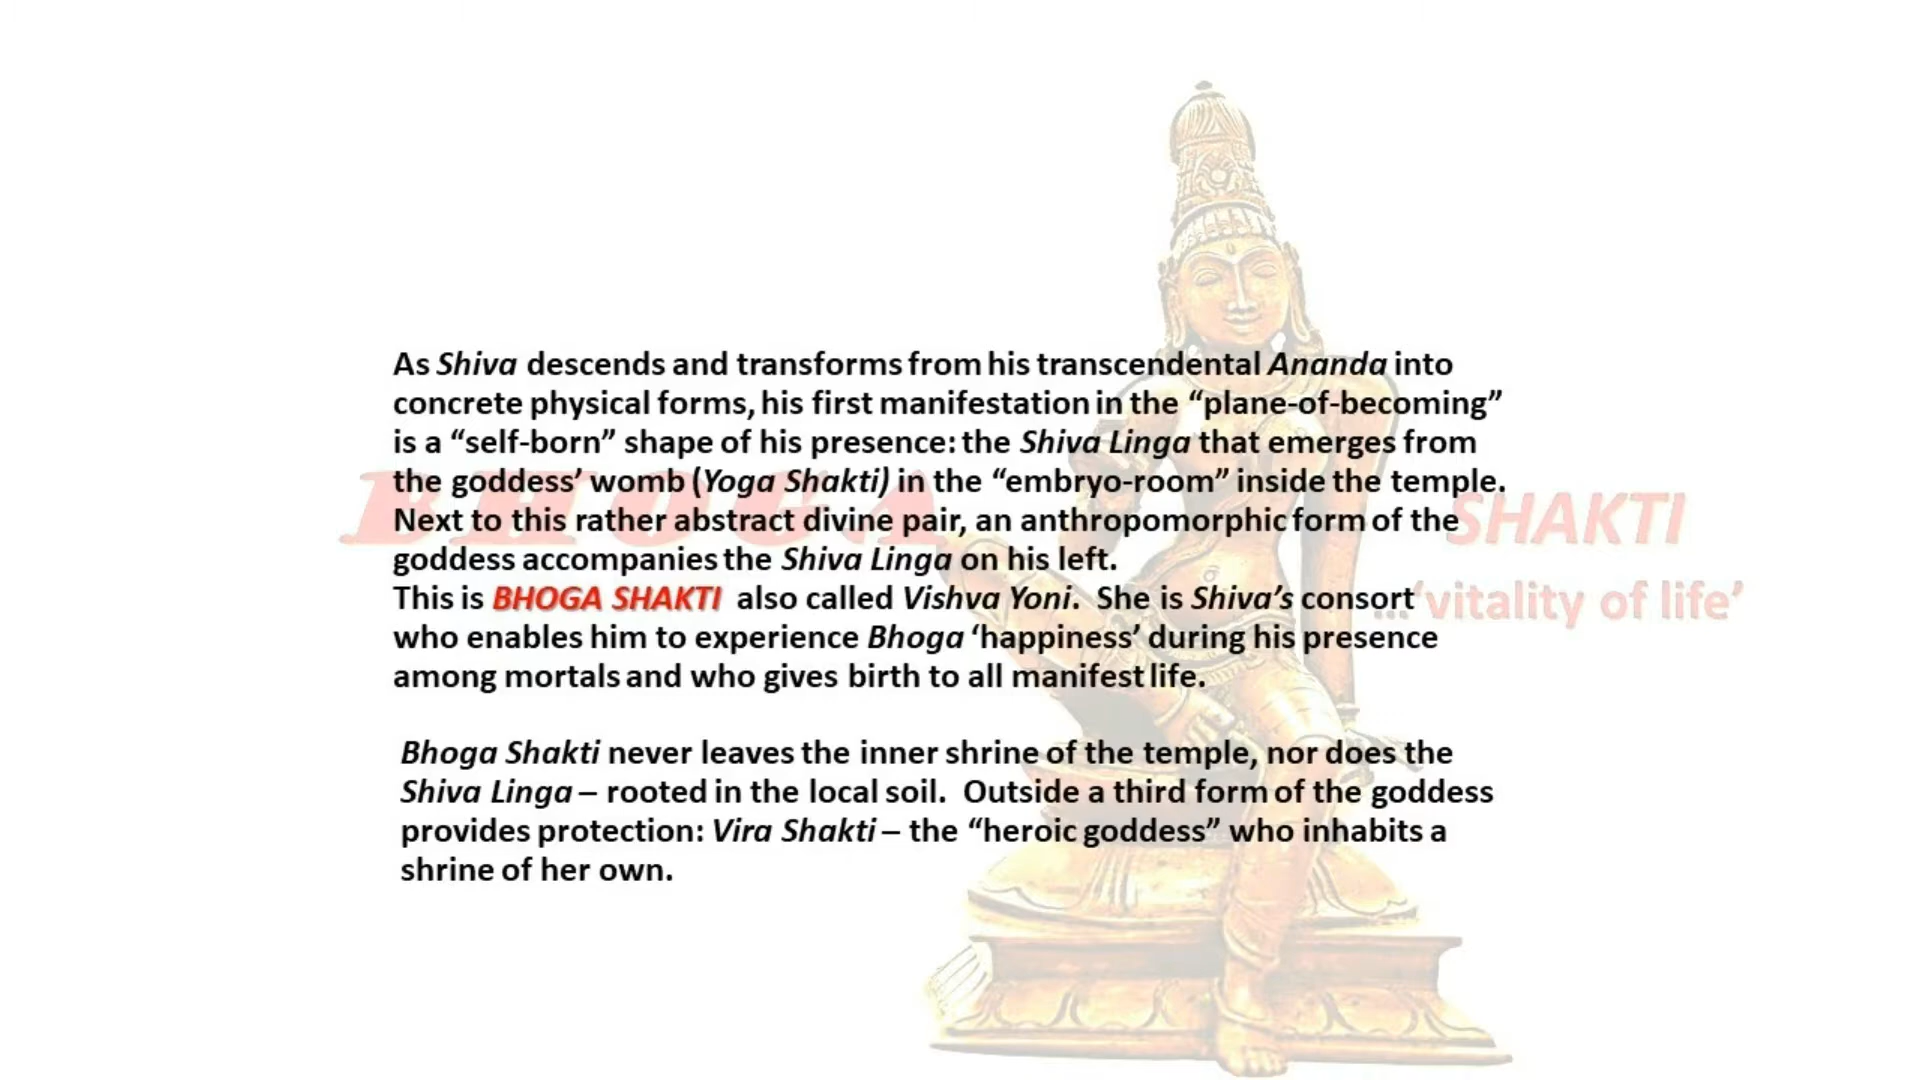 As Shiva descends and transforms from his transcendental Ananda into
concrete physical forms, his first manifestation in the “plane-of-becoming”
is a “self-born” shape of his presence: the Shiva Linga that emerges from
the goddess’ womb (Yoga Shakti) in the “embryo-room” inside the temple.
Next to this rather abstract divine pair, an anthropomorphic form of the
goddess accompanies the Shiva Linga on his left.
This is BHOGA SHAKTI also called Vishva Yoni. She is Shiva’s consort
who enables him to experience Bhoga ‘happiness’ during his presence
among mortals and who gives birth to all manifest life.
Bhoga Shakti never leaves the inner shrine of the temple, nor does the
Shiva Linga – rooted in the local soil. Outside a third form of the goddess
provides protection: Vira Shakti – the “heroic goddess” who inhabits a
shrine of her own.
BHOGA
SHAKTI
...‘vitality of life’